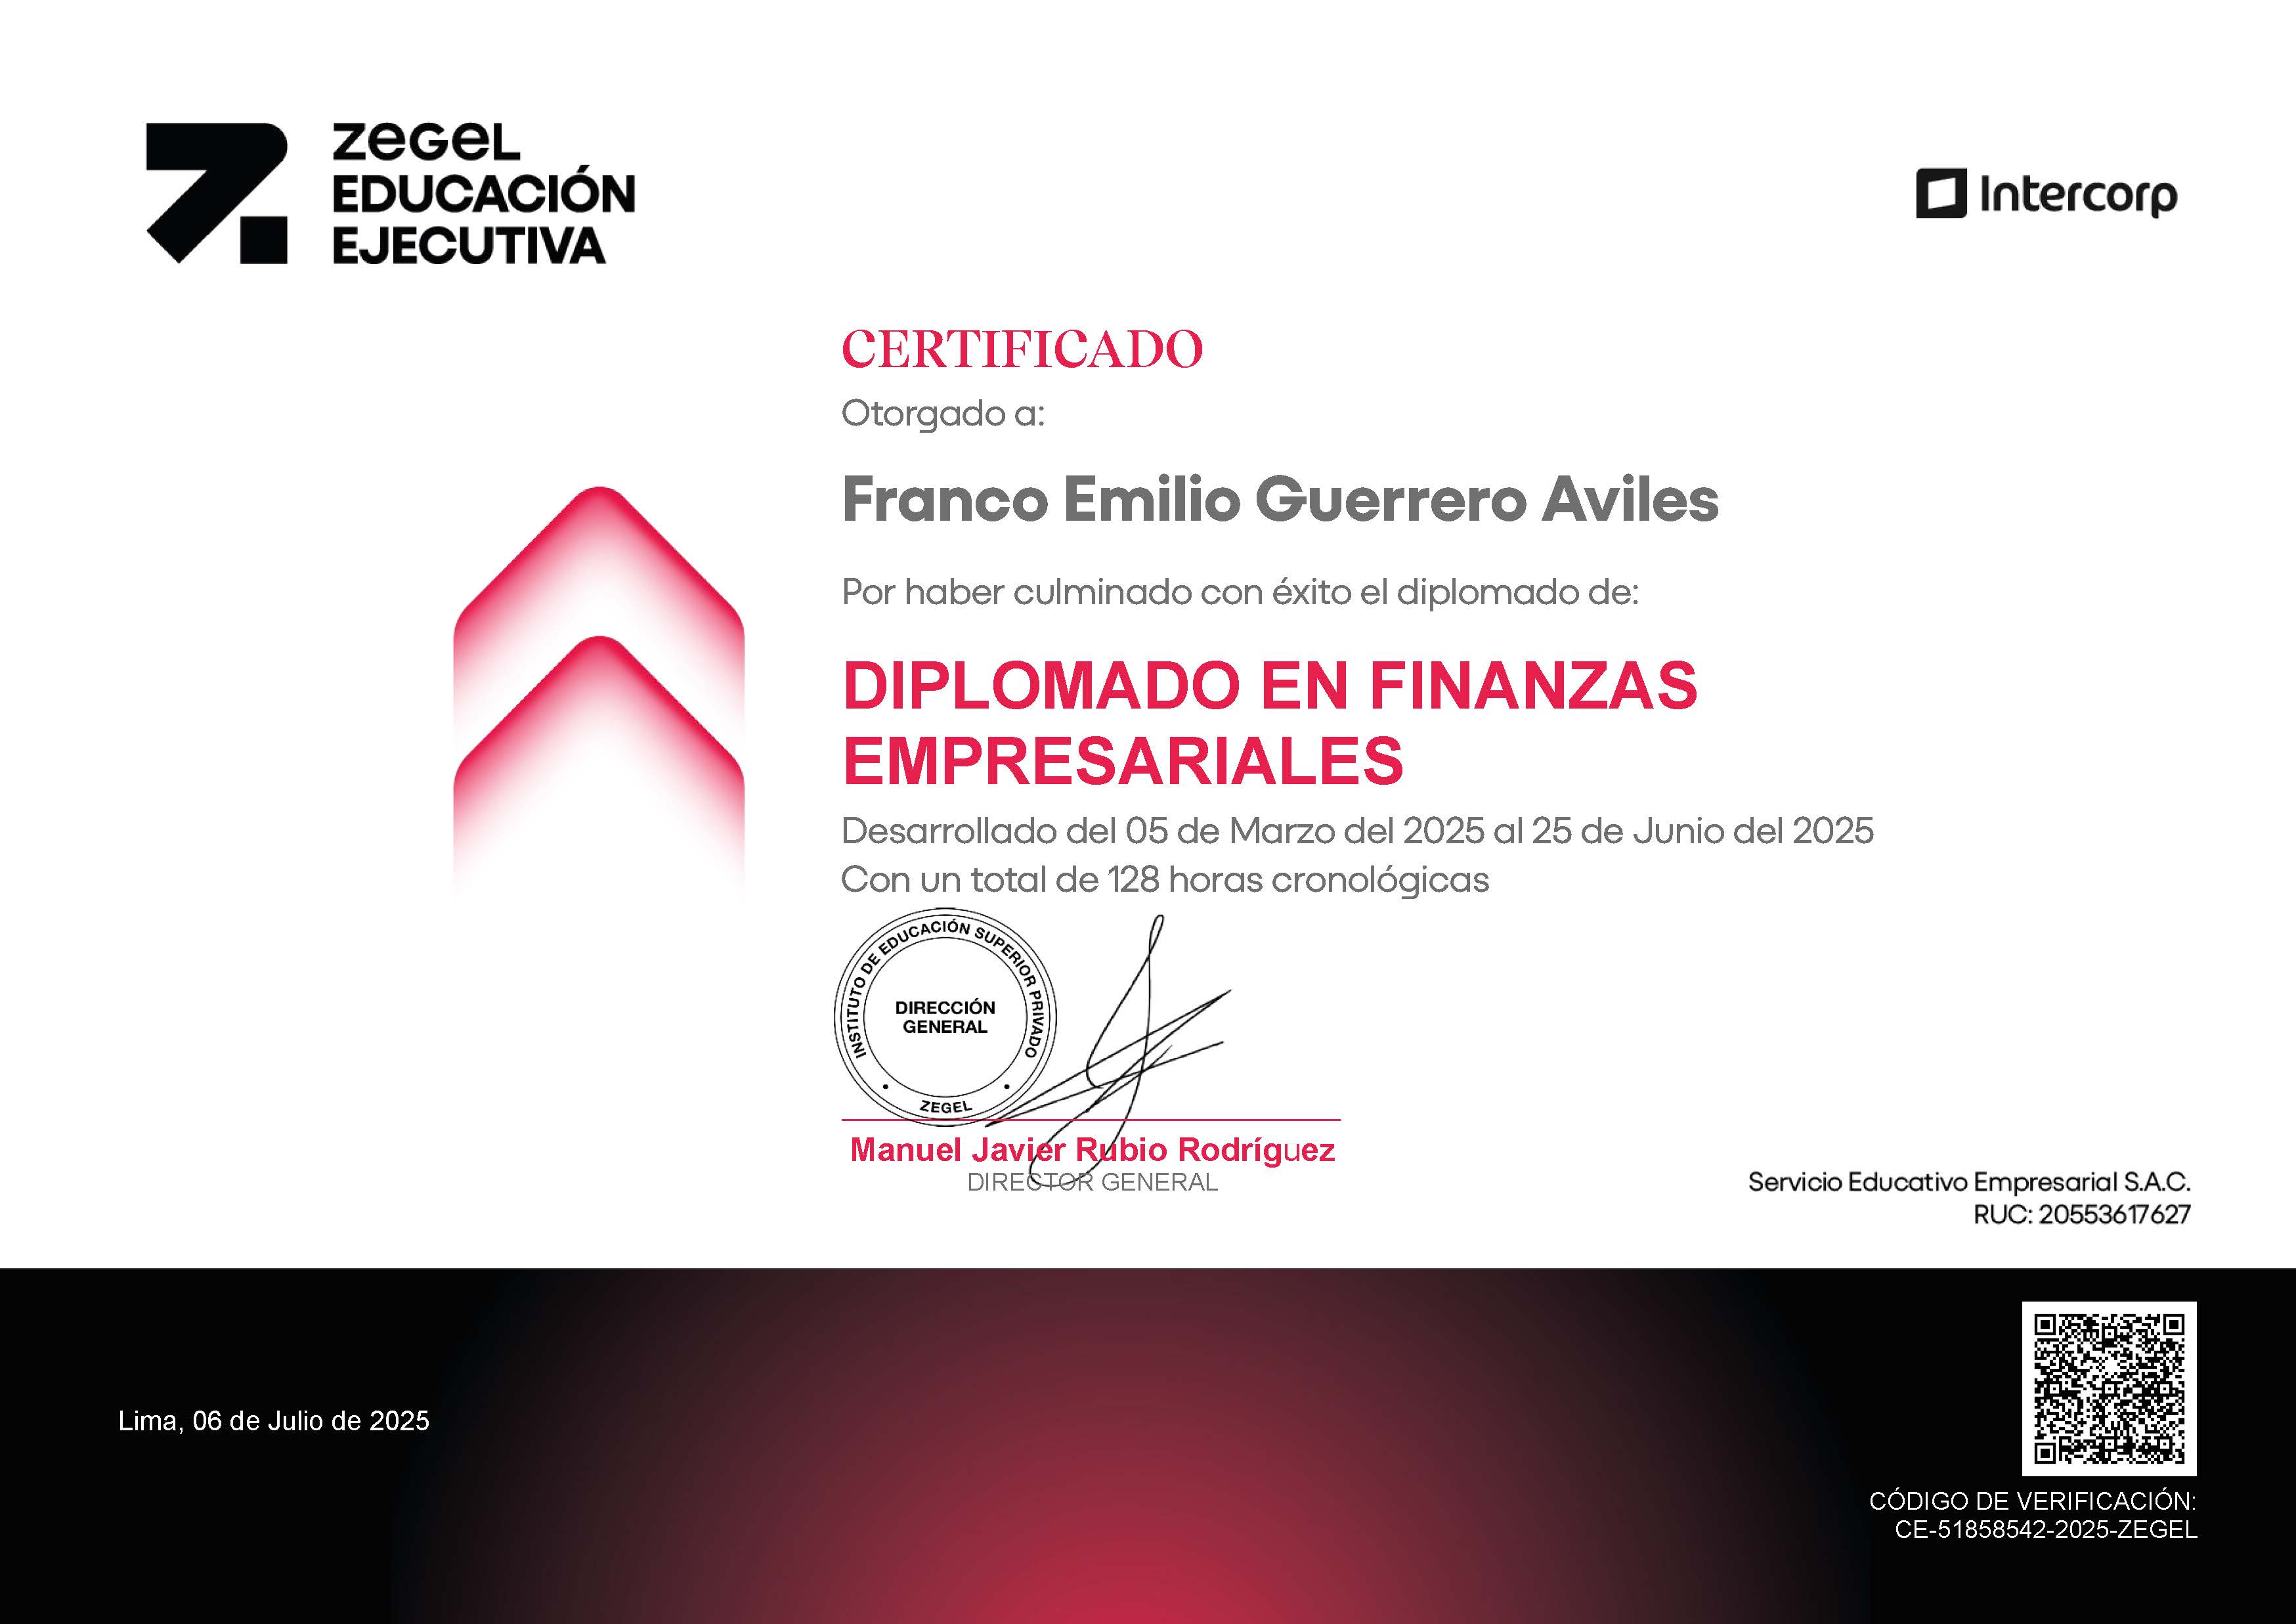 zegel
EDUCACIÓN
EJECUTIVA
Intercorp
CERTIFICADO
Otorgado a:
Franco Emilio Guerrero Aviles
Por haber culminado con éxito el diplomado de:
DIPLOMADO EN FINANZAS
EMPRESARIALES
Desarrollado del 05 de Marzo del 2025 al 25 de Junio del 2025
Con un total de 128 horas cronológicas
INSTITUTO DE EDUCACIÓN SUPERIOR PRIVADO
DIRECCIÓN
GENERAL
ZEGEL
Manuel Javier Rubio Rodríguez
DIRECTOR GENERAL
Servicio Educativo Empresarial S.A.C.
RUC: 20553617627
Lima, 06 de Julio de 2025
CÓDIGO DE VERIFICACIÓN:
CE-51858542-2025-ZEGEL